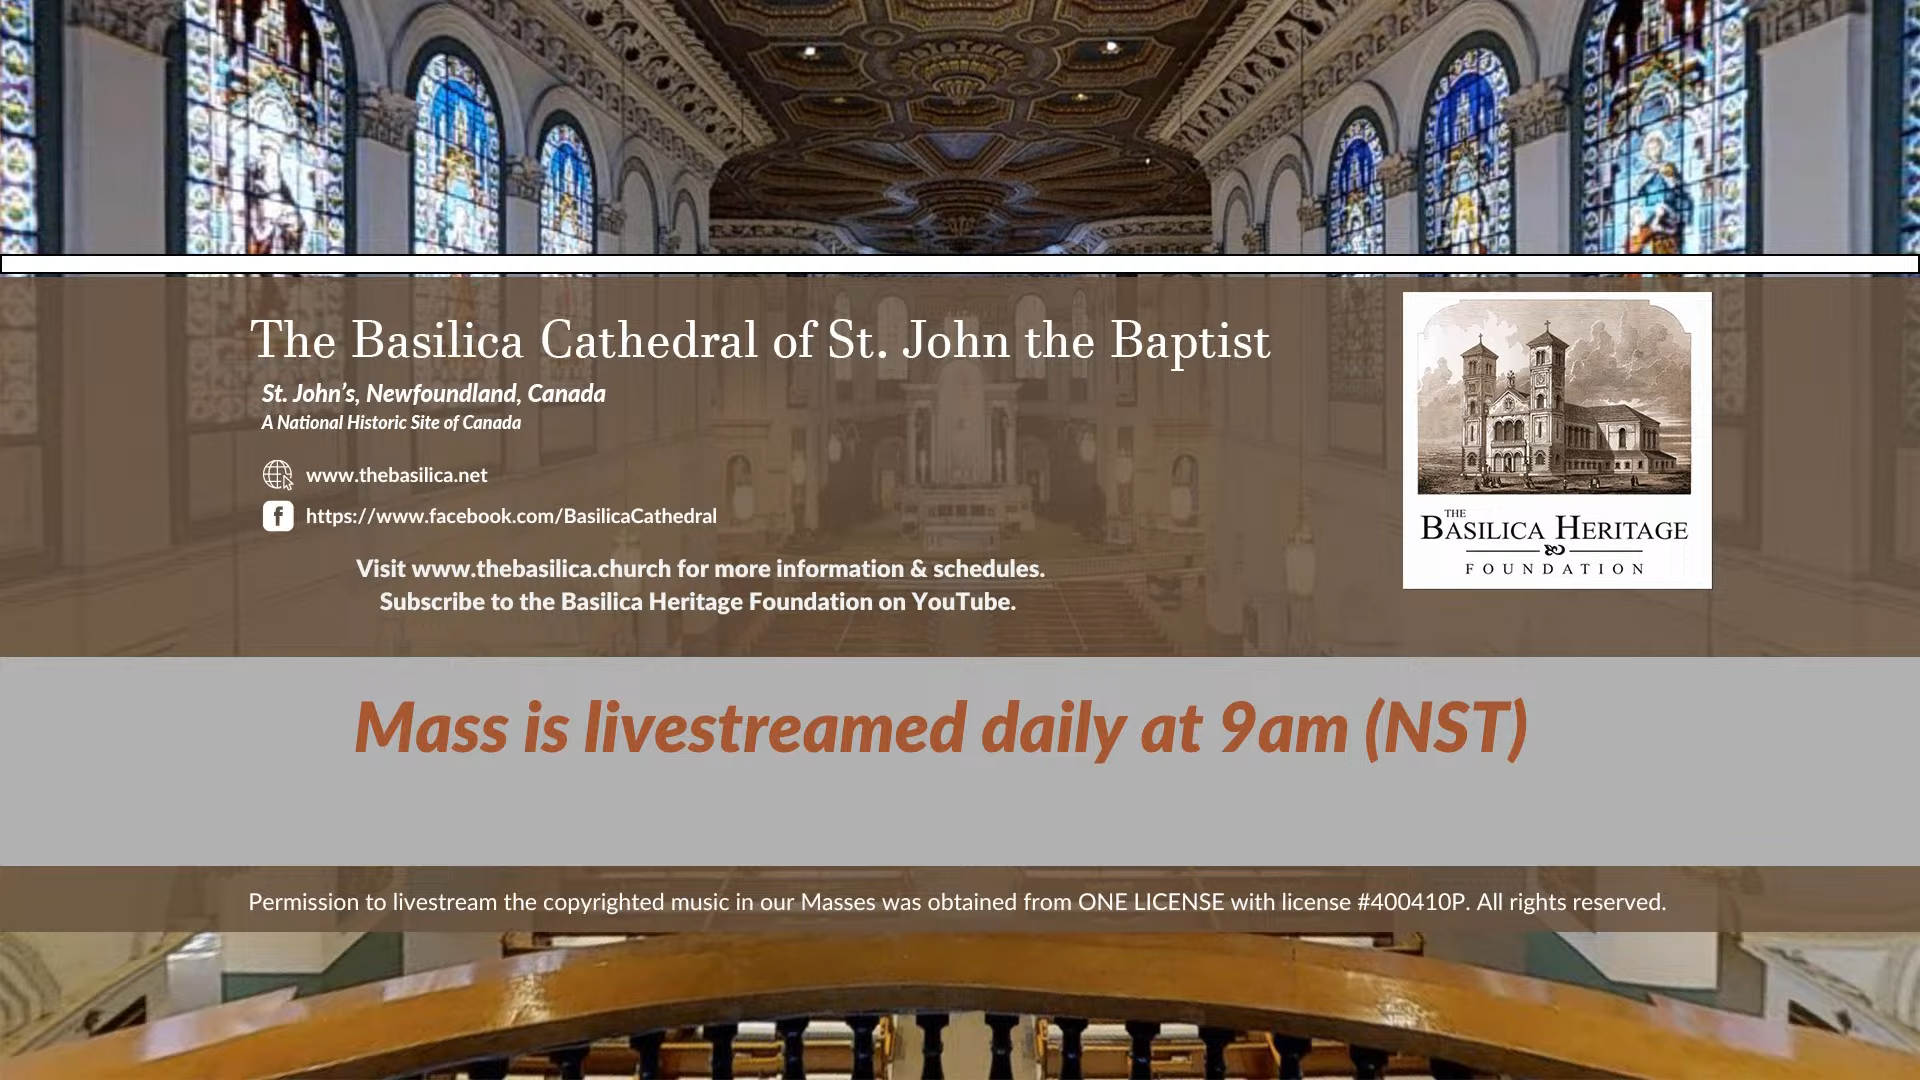 The Basilica Cathedral of St. John the Baptist
St. John’s, Newfoundland, Canada
A National Historic Site of Canada
www.thebasilica.net
https://www.facebook.com/BasilicaCathedral
Visit www.thebasilica.church for more information & schedules.
Subscribe to the Basilica Heritage Foundation on YouTube.
THE
BASILICA HERITAGE
FOUNDATION
Mass is livestreamed daily at 9am (NST)
Permission to livestream the copyrighted music in our Masses was obtained from ONE LICENSE with license #400410P. All rights reserved.